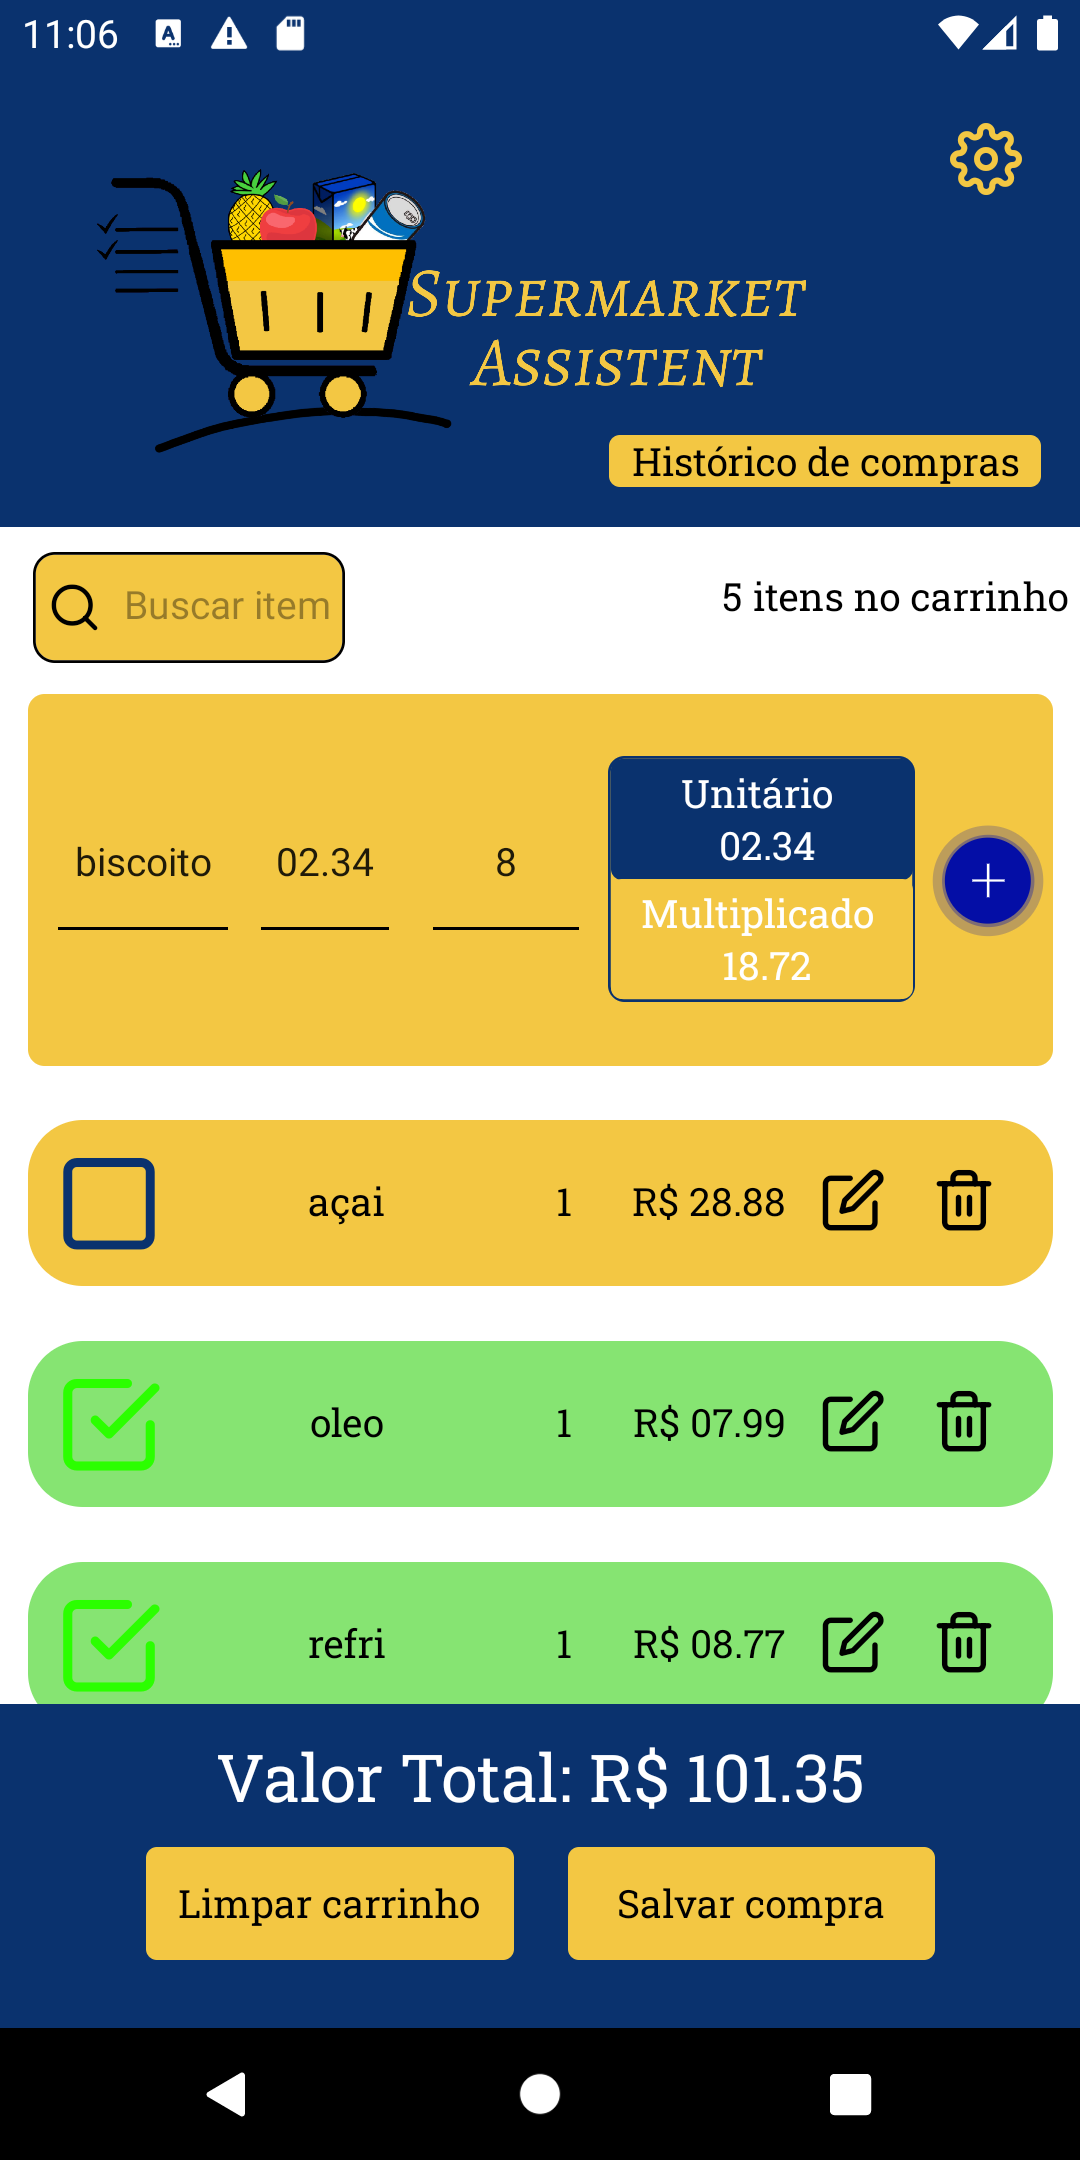 11:06
Supermarket
Assistent
Histórico de compras
Buscar item
5 itens no carrinho
Unitário
02.34
biscoito 02.34 8
Multiplicado
18.72
açai 1 R$ 28.88
oleo 1 R$ 07.99
refri 1 R$ 08.77
Valor Total: R$ 101.35
Limpar carrinho Salvar compra